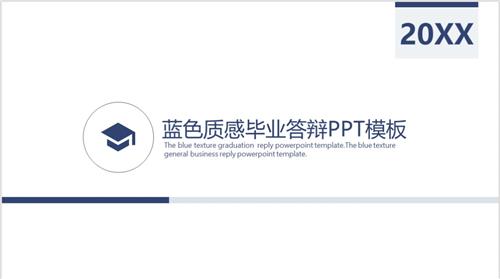 20XX
蓝色质感毕业答辩PPT模板
The blue texture graduation reply powerpoint template.The blue texture
general business reply powerpoint template.